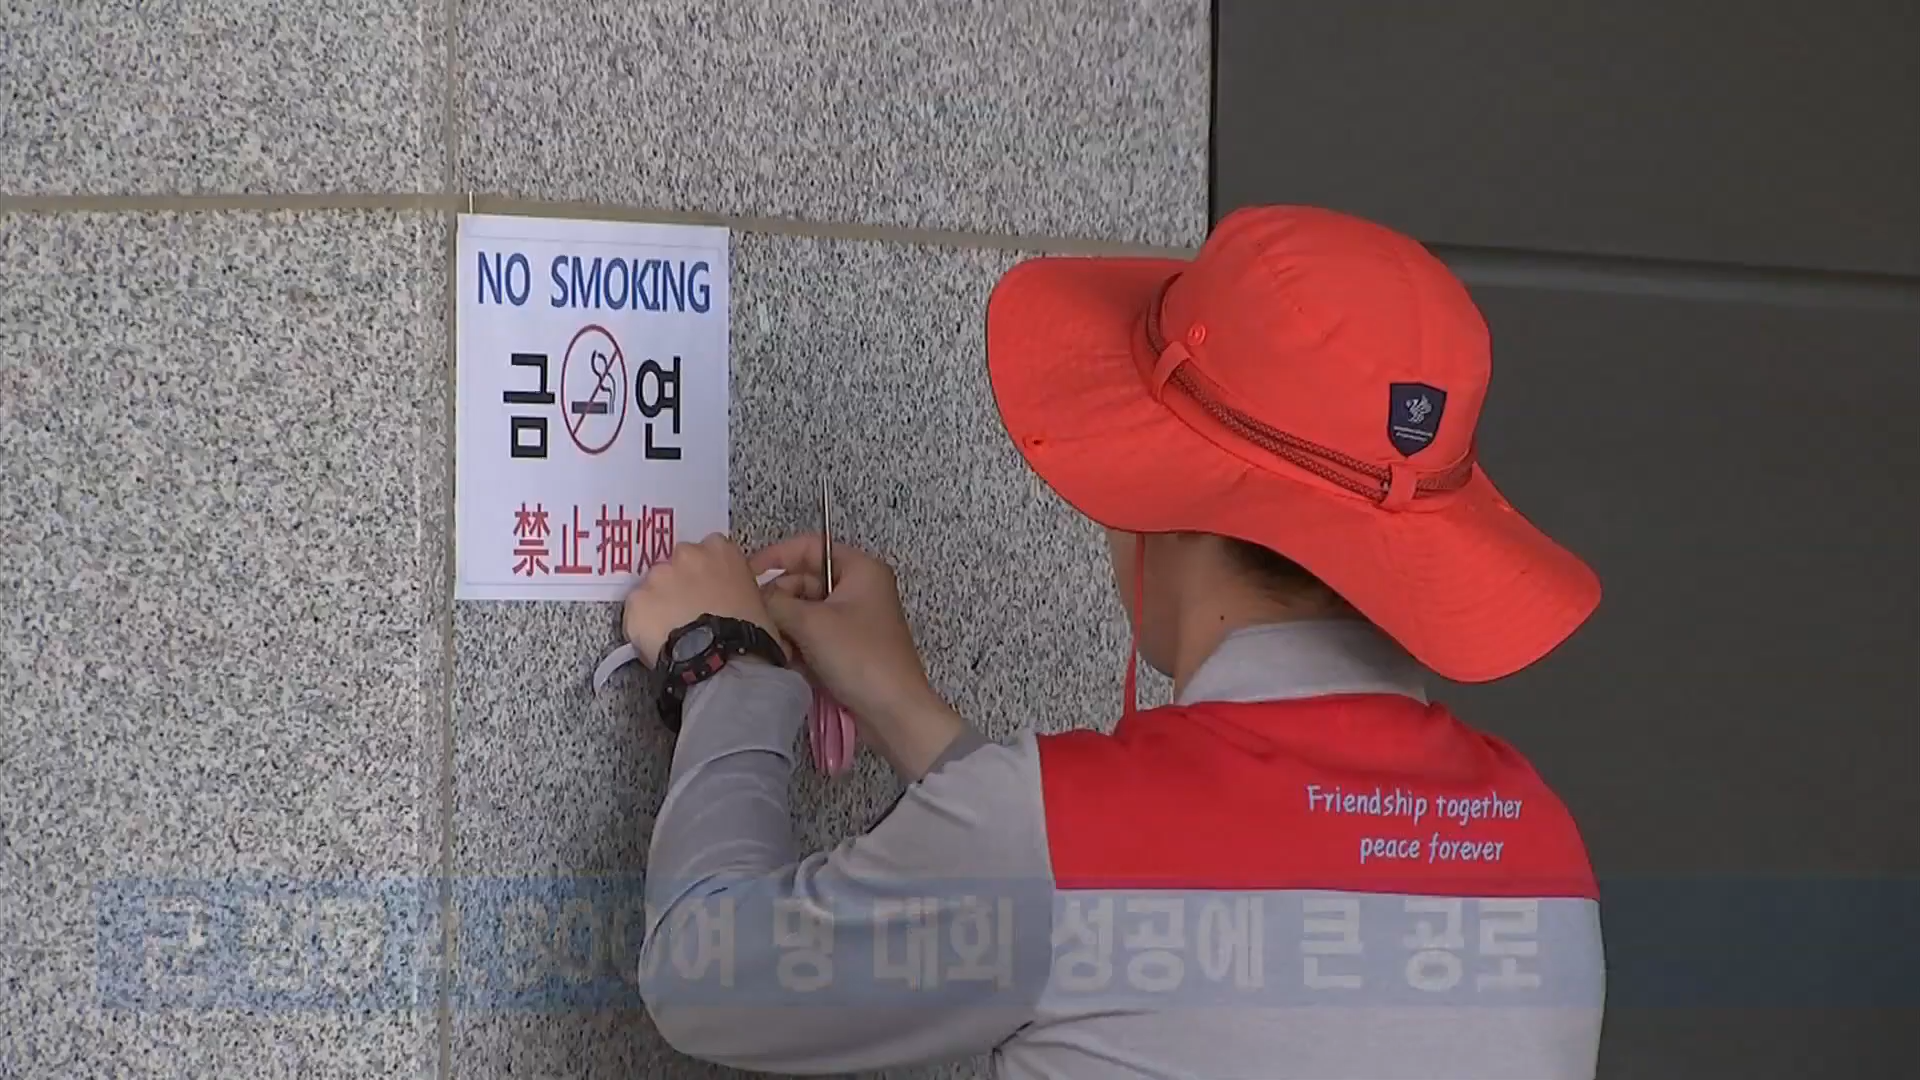 NO SMOKING
금연
禁止抽烟
Friendship together
peace forever
여 명 대회 성공에 큰 공로